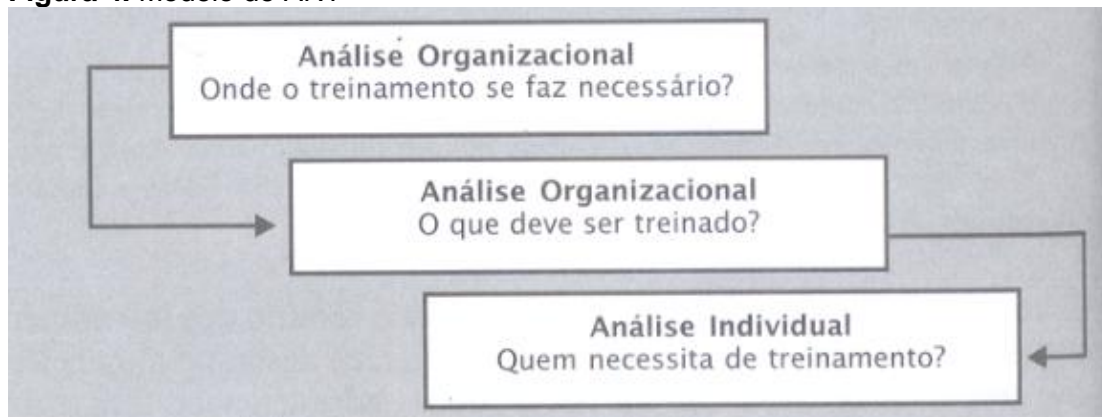 Análise Organizacional
Onde o treinamento se faz necessário?
Análise Organizacional
O que deve ser treinado?
Análise Individual
Quem necessita de treinamento?